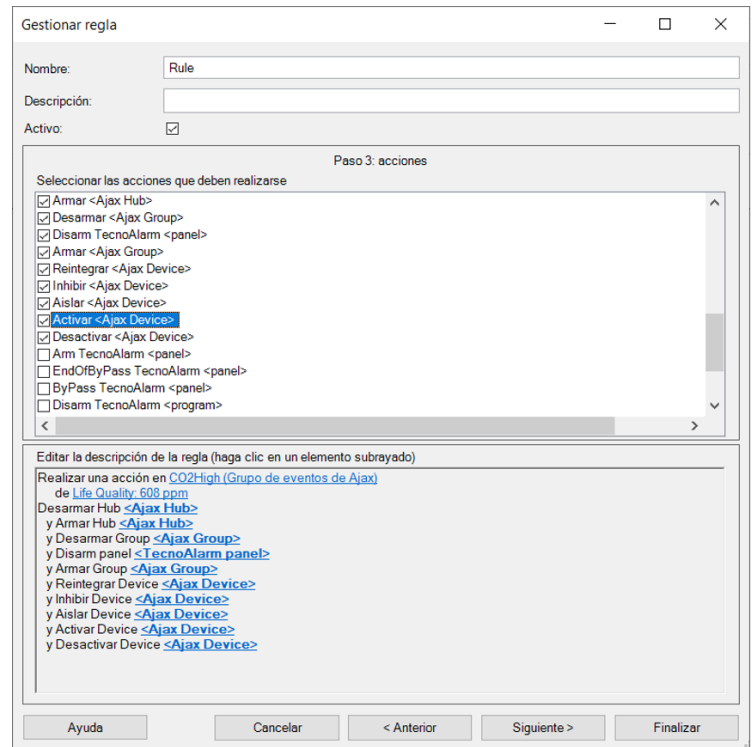 Gestionar regla
Nombre:
Rule
Descripción:
Activo:
Paso 3: acciones
Seleccionar las acciones que deben realizarse
Armar <Ajax Hub>
Desarmar <Ajax Group>
Disarm TecnoAlarm <panel>
Armar <Ajax Group>
Reintegrar <Ajax Device>
Inhibir <Ajax Device>
Aislar <Ajax Device>
Activar <Ajax Device>
Desactivar <Ajax Device>
Arm TecnoAlarm <panel>
EndOfByPass TecnoAlarm <panel>
ByPass TecnoAlarm <panel>
Disarm TecnoAlarm <program>
Editar la descripción de la regla (haga clic en un elemento subrayado)
Realizar una acción en CO2High (Grupo de eventos de Ajax)
de Life Quality: 608 ppm
Desarmar Hub <Ajax Hub>
y Armar Hub <Ajax Hub>
y Desarmar Group <Ajax Group>
y Disarm panel <TecnoAlarm panel>
y Armar Group <Ajax Group>
y Reintegrar Device <Ajax Device>
y Inhibir Device <Ajax Device>
y Aislar Device <Ajax Device>
y Activar Device <Ajax Device>
y Desactivar Device <Ajax Device>
Ayuda
Cancelar
< Anterior
Siguiente >
Finalizar